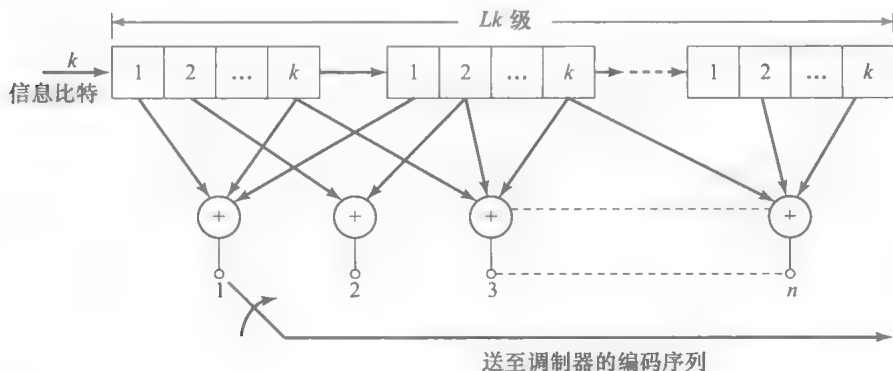 Lk 级
k
信息比特
1 2 ... k 1 2 ... k 1 2 ... k
+ + + +
1 2 3 n
送至调制器的编码序列